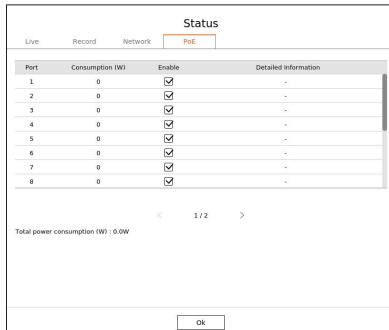 Status
Live Record Network PoE
Port Consumption (W) Enable Detailed Information
1 0 -
2 0 -
3 0 -
4 0 -
5 0 -
6 0 -
7 0 -
8 0 -
< 1 / 2 >
Total power consumption (W) : 0.0W
Ok